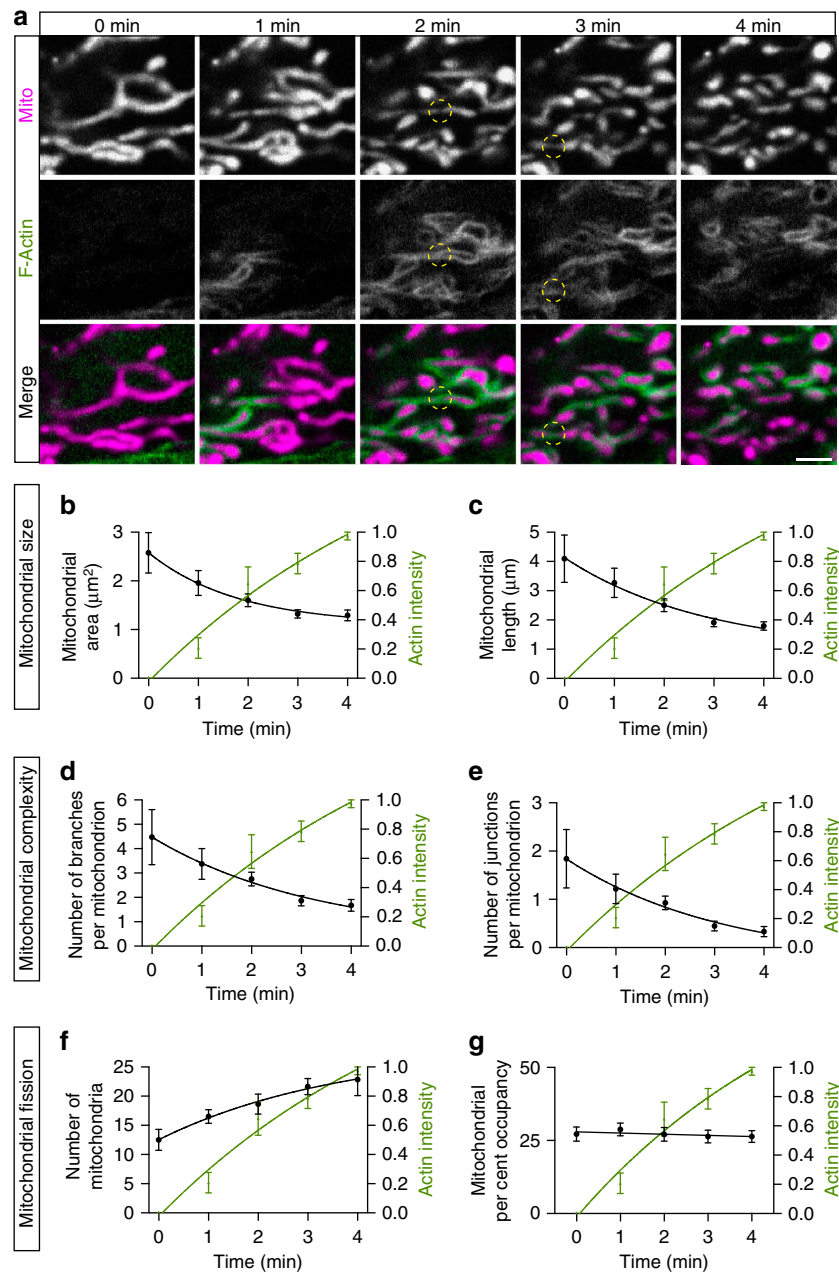 a
0 min 1 min 2 min 3 min 4 min
Mito
F-Actin
Merge
Mitochondrial size
b
Mitochondrial
area (μm²)
3
2
1
0
1.0
0.8
0.6
0.4
0.2
0.0
Actin intensity
0 1 2 3 4
Time (min)
c
Mitochondrial
length (μm)
5
4
3
2
1
0
1.0
0.8
0.6
0.4
0.2
0.0
Actin intensity
0 1 2 3 4
Time (min)
Mitochondrial complexity
d
Number of branches
per mitochondrion
6
5
4
3
2
1
0
1.0
0.8
0.6
0.4
0.2
0.0
Actin intensity
0 1 2 3 4
Time (min)
e
Number of junctions
per mitochondrion
3
2
1
0
1.0
0.8
0.6
0.4
0.2
0.0
Actin intensity
0 1 2 3 4
Time (min)
Mitochondrial fission
f
Number of
mitochondria
25
20
15
10
5
0
1.0
0.8
0.6
0.4
0.2
0.0
Actin intensity
0 1 2 3 4
Time (min)
g
Mitochondrial
per cent occupancy
50
25
0
1.0
0.8
0.6
0.4
0.2
0.0
Actin intensity
0 1 2 3 4
Time (min)